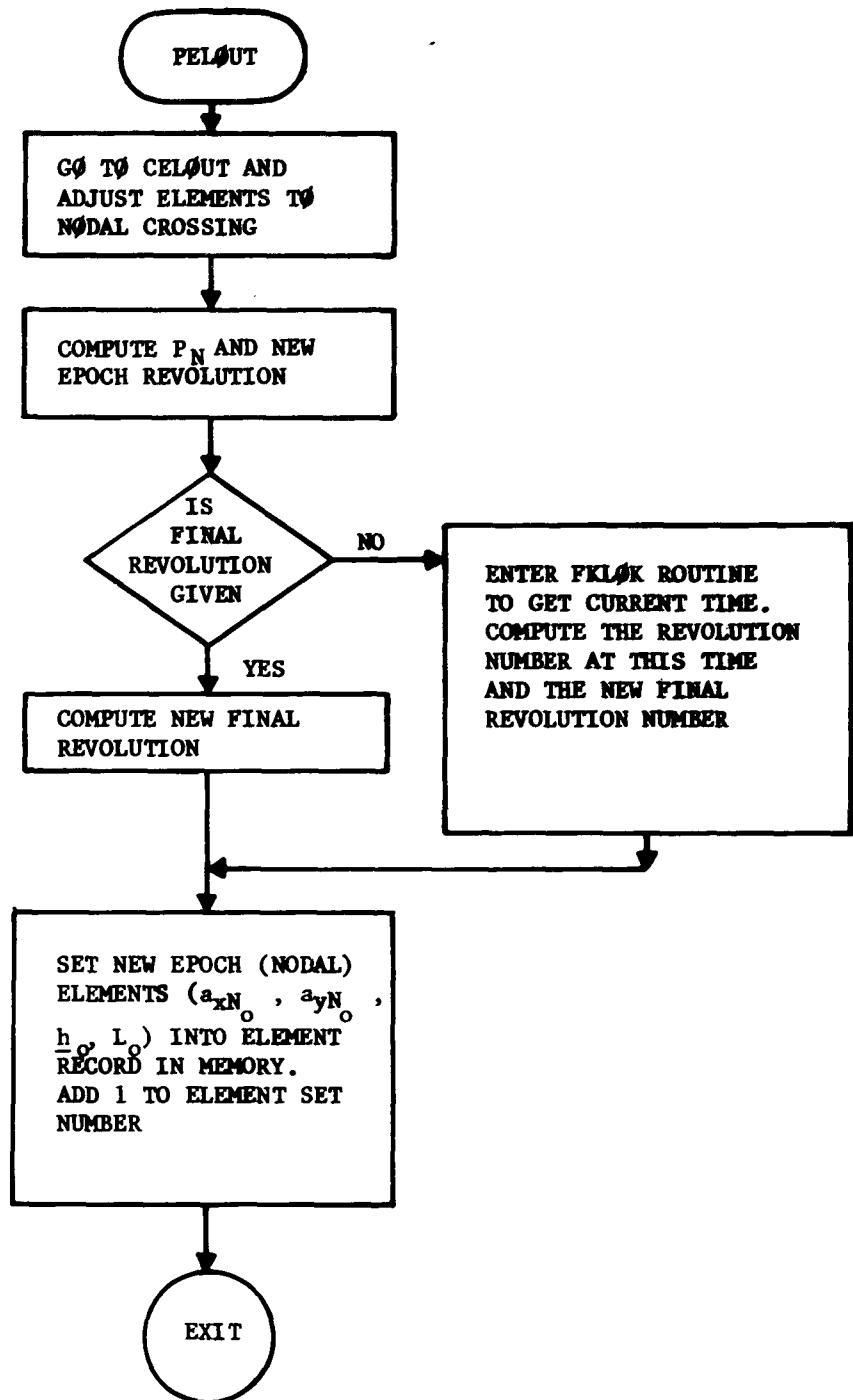 PELØUT
GØ TØ CELØUT AND
ADJUST ELEMENTS TØ
NØDAL CROSSING
COMPUTE P_N AND NEW
EPOCH REVOLUTION
IS
FINAL
REVOLUTION
GIVEN
NO
YES
ENTER FKLØK ROUTINE
TO GET CURRENT TIME.
COMPUTE THE REVOLUTION
NUMBER AT THIS TIME
AND THE NEW FINAL
REVOLUTION NUMBER
COMPUTE NEW FINAL
REVOLUTION
SET NEW EPOCH (NODAL)
ELEMENTS (a_xN_o , a_yN_o ,
h_o, L_o) INTO ELEMENT
RECORD IN MEMORY.
ADD 1 TO ELEMENT SET
NUMBER
EXIT